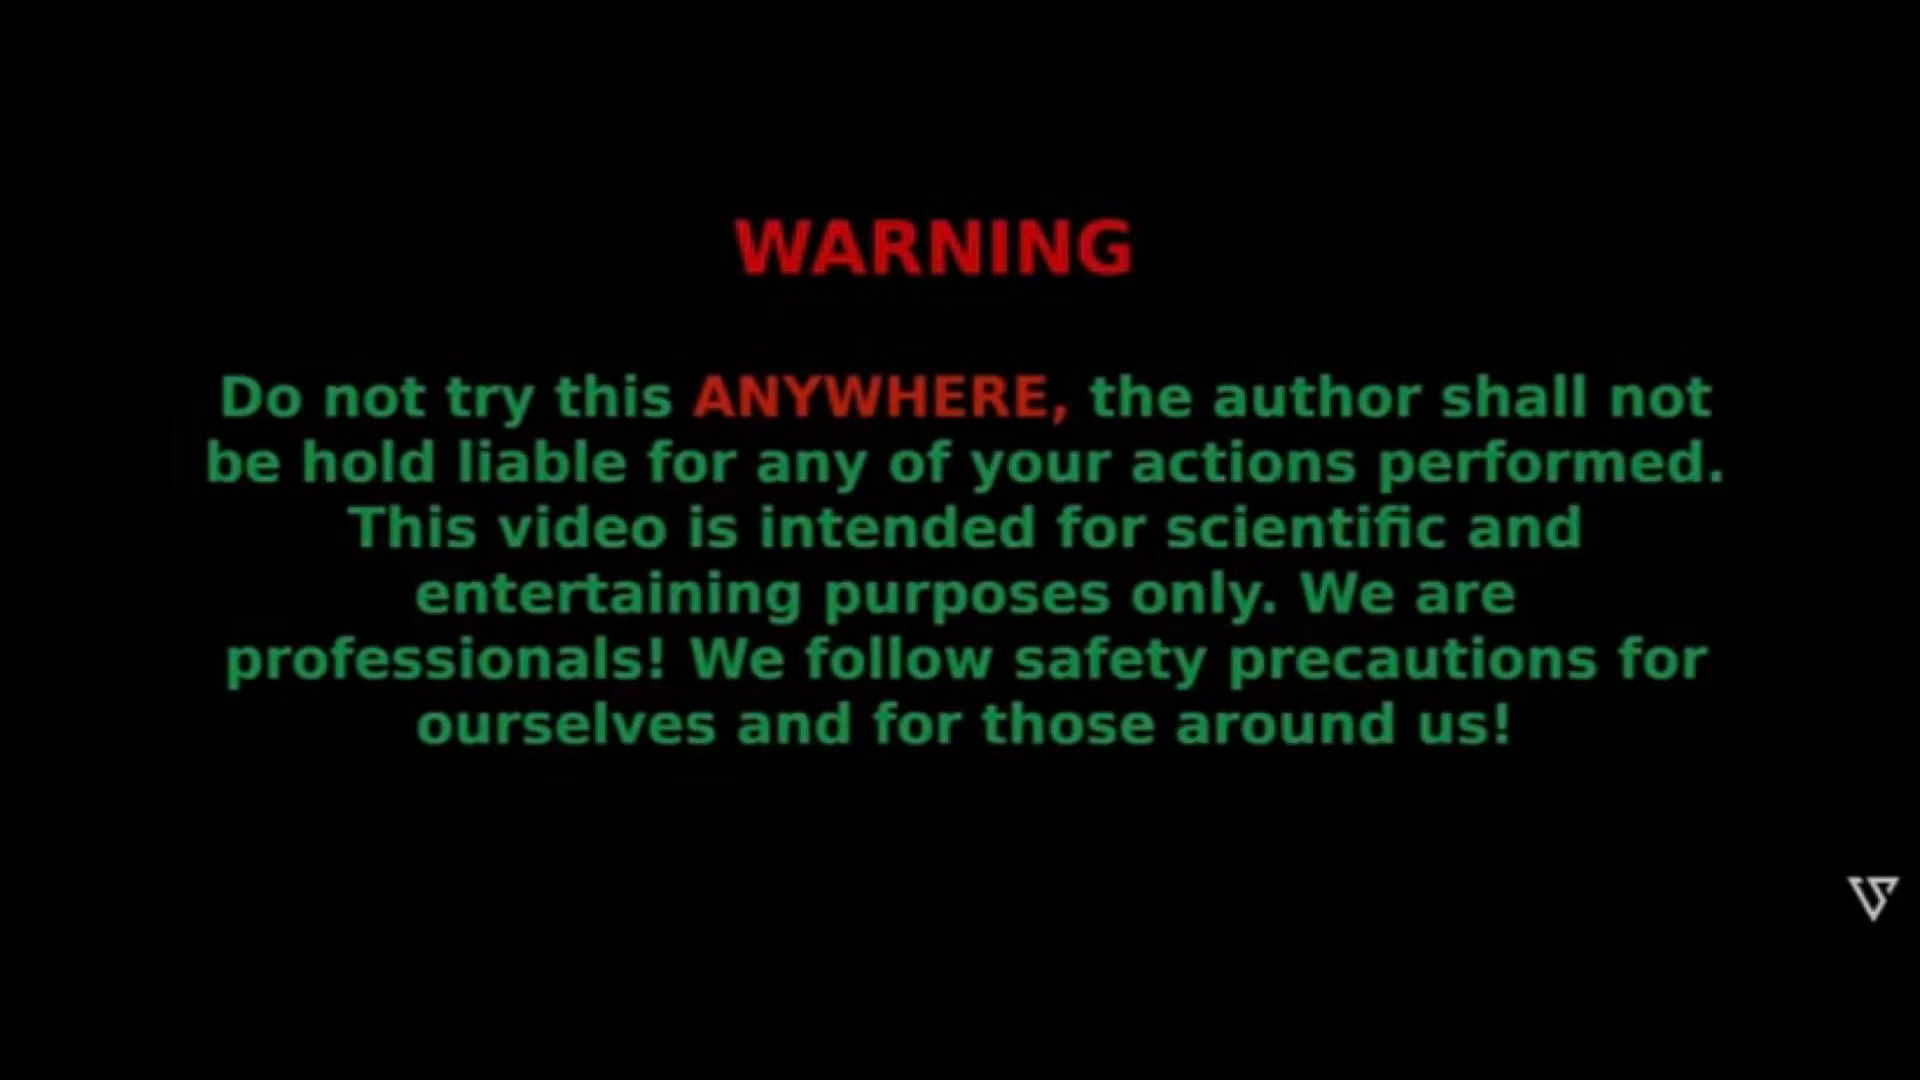 WARNING
Do not try this ANYWHERE, the author shall not
be hold liable for any of your actions performed.
This video is intended for scientific and
entertaining purposes only. We are
professionals! We follow safety precautions for
ourselves and for those around us!